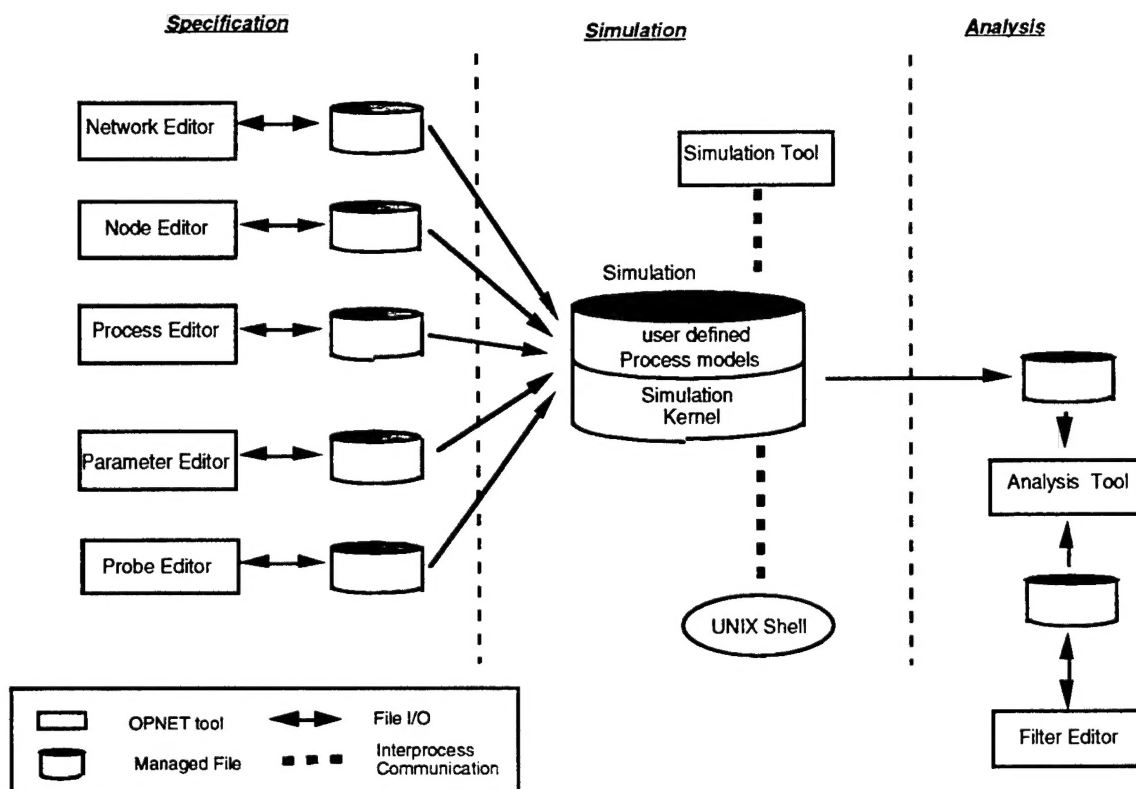 Specification
Simulation
Analysis
Network Editor
Node Editor
Process Editor
Parameter Editor
Probe Editor
Simulation Tool
Simulation
user defined
Process models
Simulation
Kernel
UNIX Shell
Analysis Tool
Filter Editor
OPNET tool
File I/O
Managed File
Interprocess
Communication